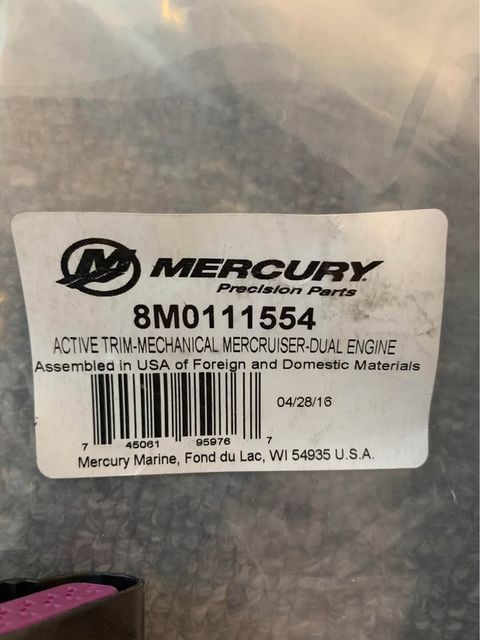 MERCURY
Precision Parts
8M0111554
ACTIVE TRIM-MECHANICAL MERCRUISER-DUAL ENGINE
Assembled in USA of Foreign and Domestic Materials
04/28/16
7 45061 95976 7
Mercury Marine, Fond du Lac, WI 54935 U.S.A.